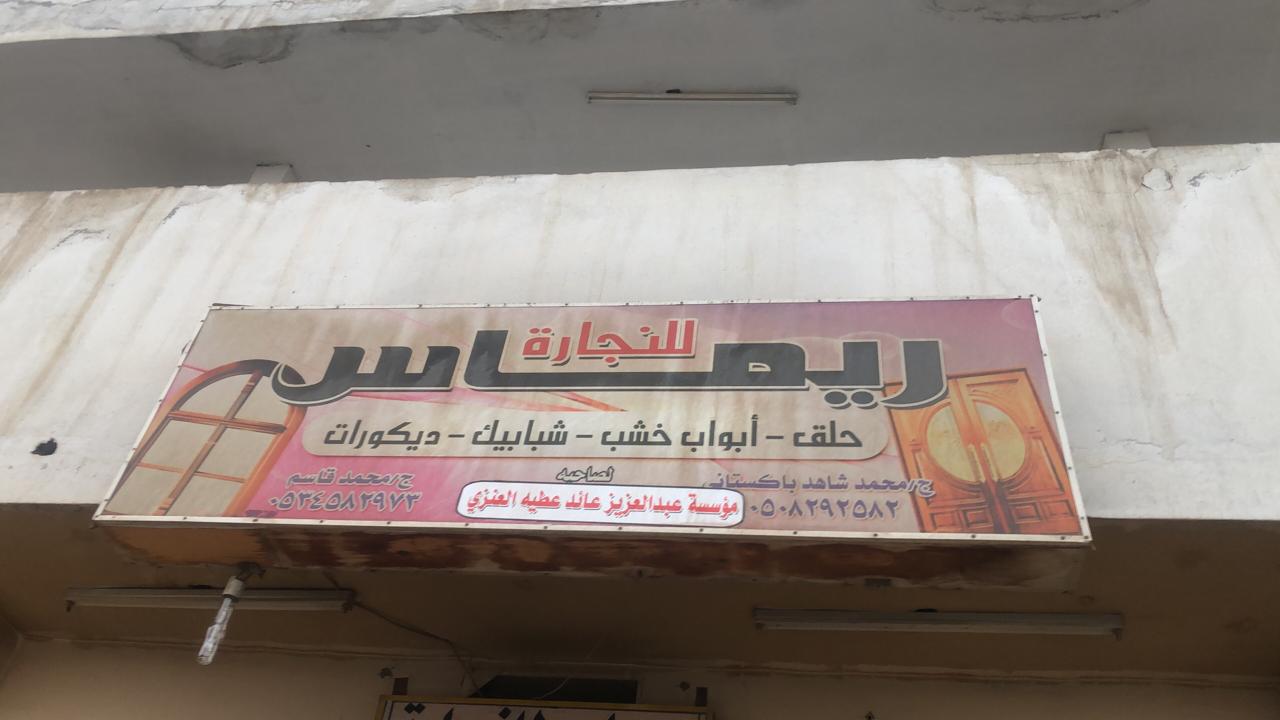 ريماس للنجارة
حلق - أبواب خشب - شبابيك - ديكورات
لصاحبه
ج/محمد شاهد باكستاني
٠٥٠٨٢٩٢٥٨٢
مؤسسة عبدالعزيز عائد عطيه العنزي
ج/محمد قاسم
٠٥٣٤٥٨٢٩٧٣